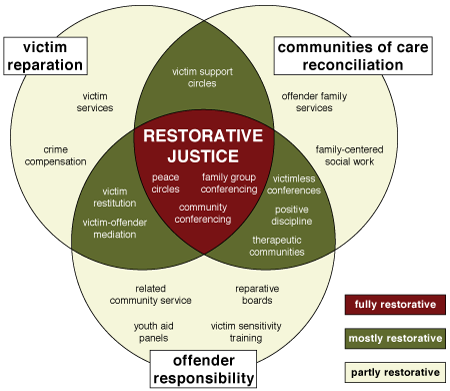 victim
reparation
communities of care
reconciliation
victim support
circles
victim
services
offender family
services
crime
compensation
family-centered
social work
RESTORATIVE
JUSTICE
peace
circles
family group
conferencing
community
conferencing
victim
restitution
victim-offender
mediation
victimless
conferences
positive
discipline
therapeutic
communities
related
community service
reparative
boards
youth aid
panels
victim sensitivity
training
offender
responsibility
fully restorative
mostly restorative
partly restorative